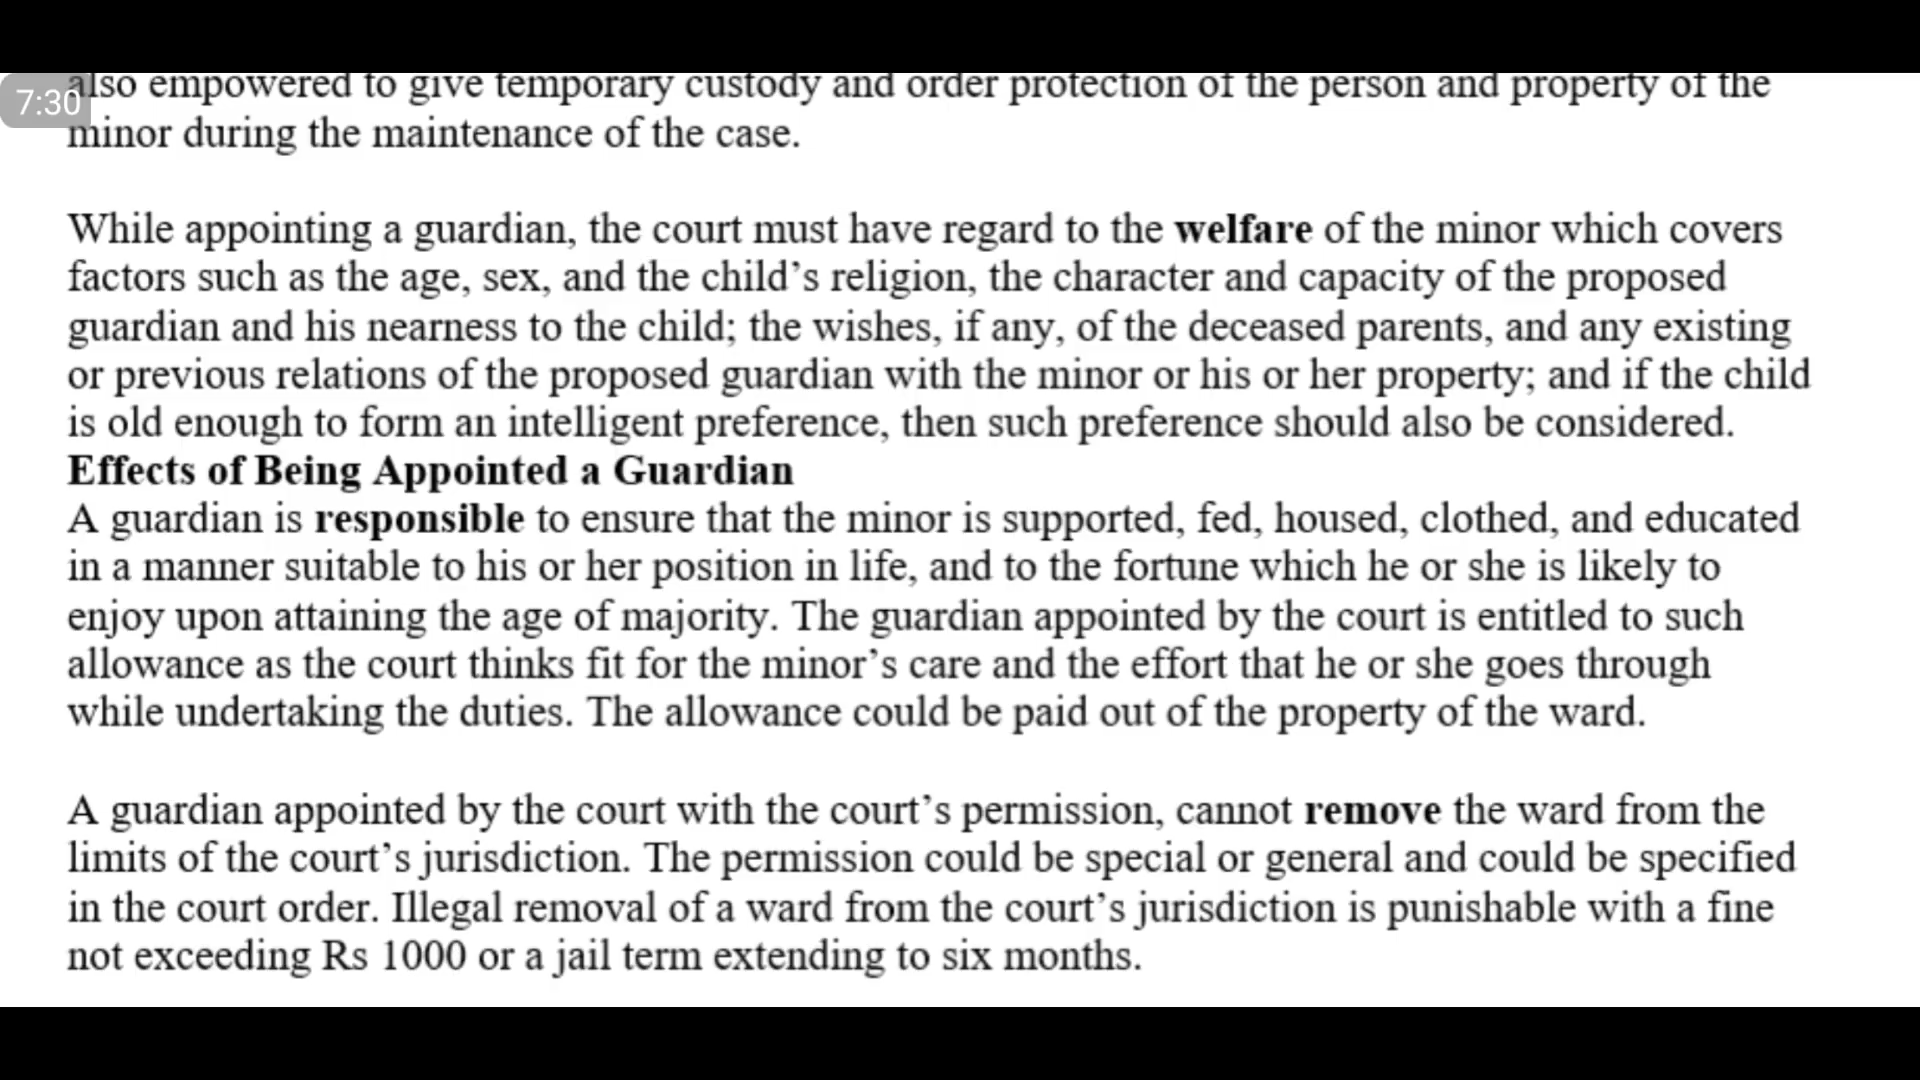 also empowered to give temporary custody and order protection of the person and property of the
7:30
minor during the maintenance of the case.
While appointing a guardian, the court must have regard to the welfare of the minor which covers
factors such as the age, sex, and the child’s religion, the character and capacity of the proposed
guardian and his nearness to the child; the wishes, if any, of the deceased parents, and any existing
or previous relations of the proposed guardian with the minor or his or her property; and if the child
is old enough to form an intelligent preference, then such preference should also be considered.
Effects of Being Appointed a Guardian
A guardian is responsible to ensure that the minor is supported, fed, housed, clothed, and educated
in a manner suitable to his or her position in life, and to the fortune which he or she is likely to
enjoy upon attaining the age of majority. The guardian appointed by the court is entitled to such
allowance as the court thinks fit for the minor’s care and the effort that he or she goes through
while undertaking the duties. The allowance could be paid out of the property of the ward.
A guardian appointed by the court with the court’s permission, cannot remove the ward from the
limits of the court’s jurisdiction. The permission could be special or general and could be specified
in the court order. Illegal removal of a ward from the court’s jurisdiction is punishable with a fine
not exceeding Rs 1000 or a jail term extending to six months.